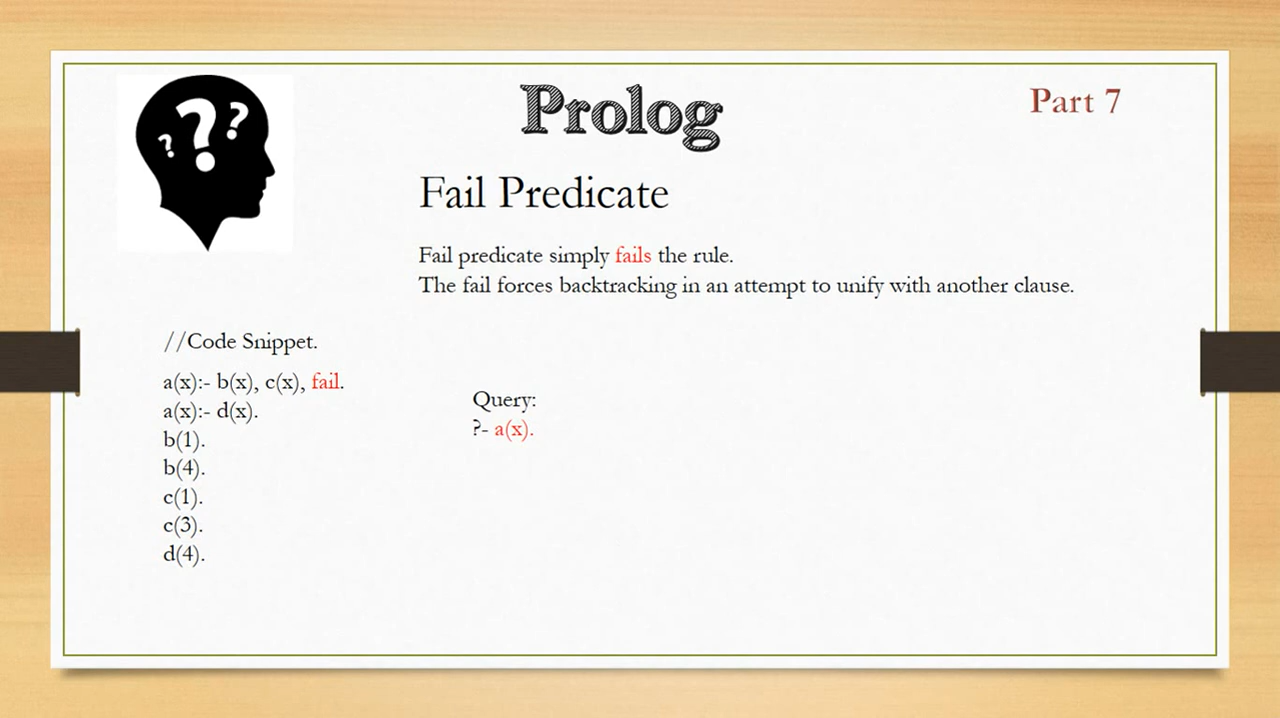 Prolog
Part 7
Fail Predicate
Fail predicate simply fails the rule.
The fail forces backtracking in an attempt to unify with another clause.
//Code Snippet.
a(x):- b(x), c(x), fail.
a(x):- d(x).
b(1).
b(4).
c(1).
c(3).
d(4).
Query:
?- a(x).
? ? ?